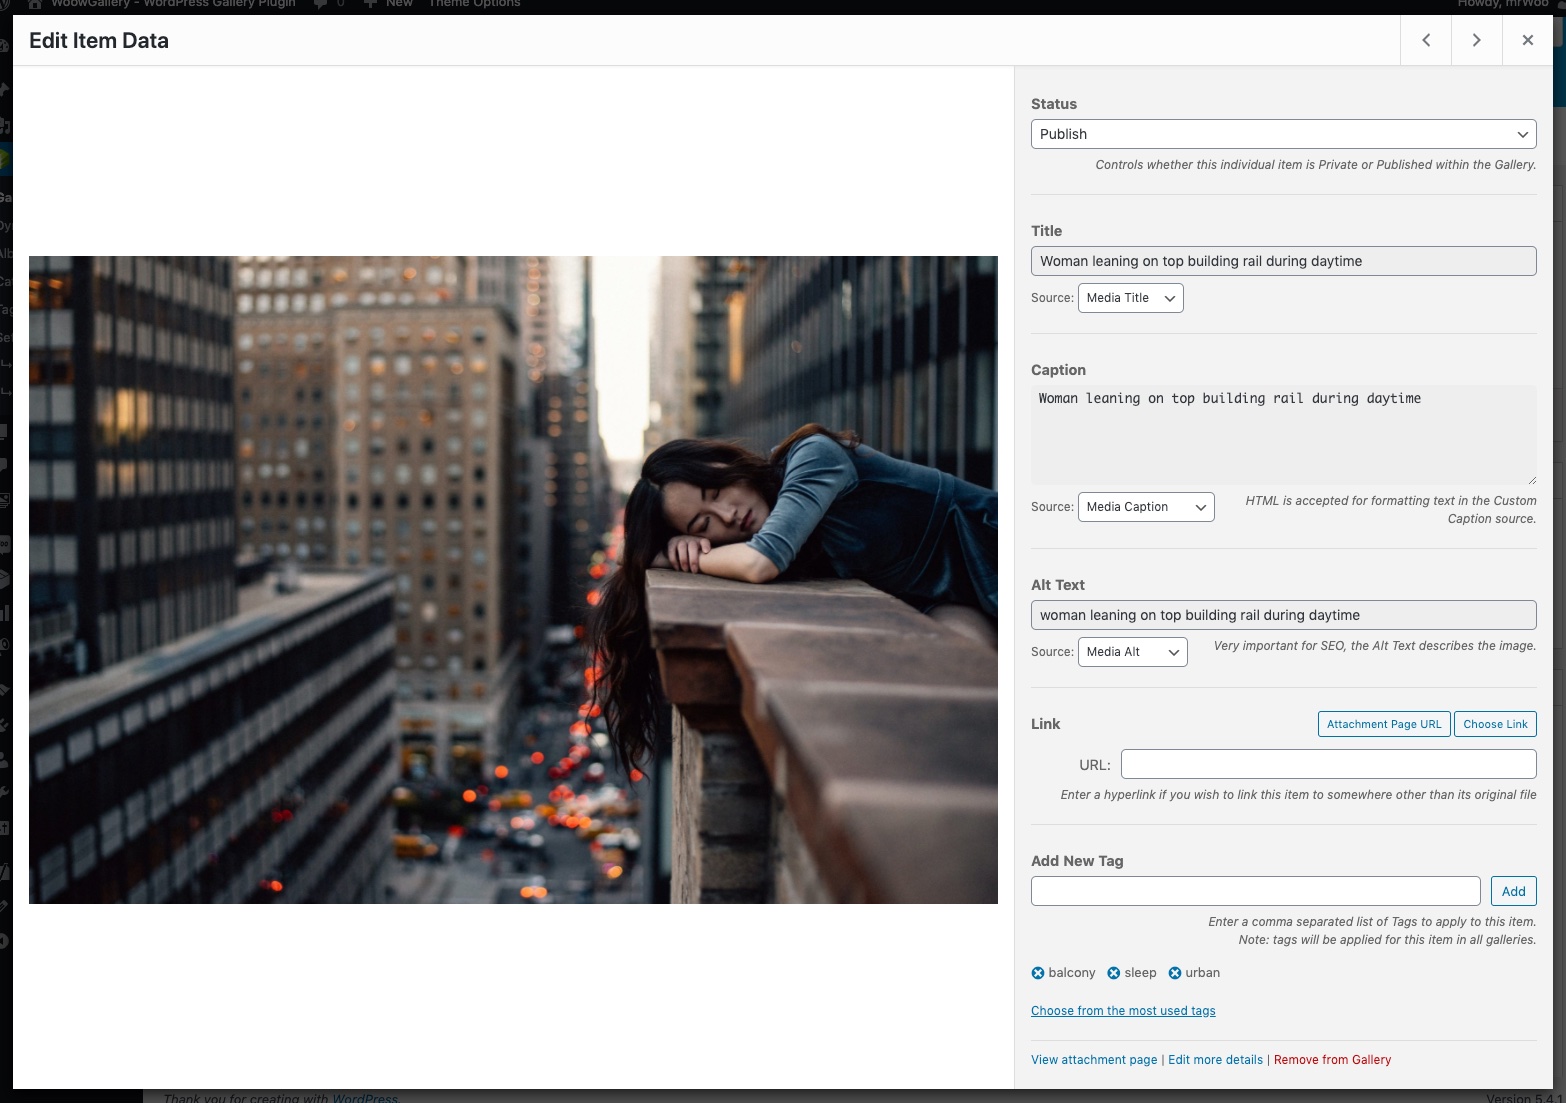 WoowGallery - WordPress Gallery Plugin 0 New Theme Options Howdy, mrWoo
Edit Item Data
Status
Publish
Controls whether this individual item is Private or Published within the Gallery.
Title
Woman leaning on top building rail during daytime
Source: Media Title
Caption
Woman leaning on top building rail during daytime
Source: Media Caption
HTML is accepted for formatting text in the Custom
Caption source.
Alt Text
woman leaning on top building rail during daytime
Source: Media Alt
Very important for SEO, the Alt Text describes the image.
Link
Attachment Page URL
Choose Link
URL:
Enter a hyperlink if you wish to link this item to somewhere other than its original file
Add New Tag
Add
Enter a comma separated list of Tags to apply to this item.
Note: tags will be applied for this item in all galleries.
balcony sleep urban
Choose from the most used tags
View attachment page | Edit more details | Remove from Gallery
Thank you for creating with WordPress.
Version 5.4.1